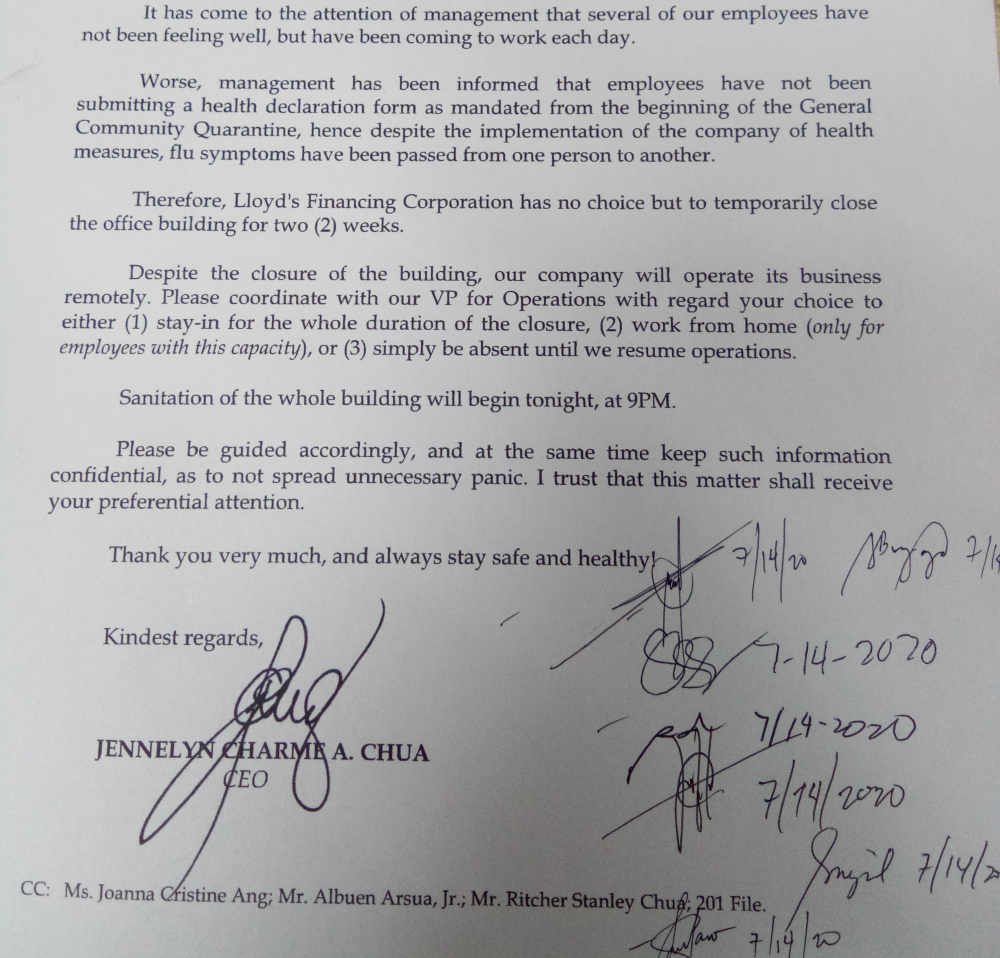 It has come to the attention of management that several of our employees have
not been feeling well, but have been coming to work each day.
Worse, management has been informed that employees have not been
submitting a health declaration form as mandated from the beginning of the General
Community Quarantine, hence despite the implementation of the company of health
measures, flu symptoms have been passed from one person to another.
Therefore, Lloyd's Financing Corporation has no choice but to temporarily close
the office building for two (2) weeks.
Despite the closure of the building, our company will operate its business
remotely. Please coordinate with our VP for Operations with regard your choice to
either (1) stay-in for the whole duration of the closure, (2) work from home (only for
employees with this capacity), or (3) simply be absent until we resume operations.
Sanitation of the whole building will begin tonight, at 9PM.
Please be guided accordingly, and at the same time keep such information
confidential, as to not spread unnecessary panic. I trust that this matter shall receive
your preferential attention.
Thank you very much, and always stay safe and healthy!
7/14/20 7/1
Kindest regards,
7-14-2020
7/14-2020
JENNELYN CHARME A. CHUA
CEO
7/14/2020
7/14/2
CC: Ms. Joanna Cristine Ang; Mr. Albuen Arsua, Jr.; Mr. Ritcher Stanley Chua; 201 File.
7/14/20